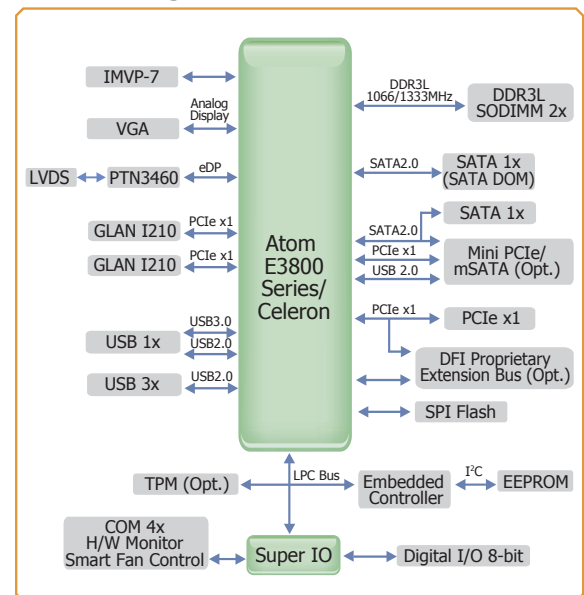 IMVP-7
Analog
Display
VGA
eDP
LVDS
PTN3460
PCIe x1
GLAN I210
PCIe x1
GLAN I210
USB3.0
USB 1x
USB2.0
USB 3x
USB2.0
Atom
E3800
Series/
Celeron
DDR3L
1066/1333MHz
DDR3L
SODIMM 2x
SATA2.0
SATA 1x
(SATA DOM)
SATA 1x
SATA2.0
PCIe x1
USB 2.0
Mini PCIe/
mSATA (Opt.)
PCIe x1
PCIe x1
DFI Proprietary
Extension Bus (Opt.)
SPI Flash
TPM (Opt.)
LPC Bus
Embedded
Controller
I²C
EEPROM
COM 4x
H/W Monitor
Smart Fan Control
Super IO
Digital I/O 8-bit